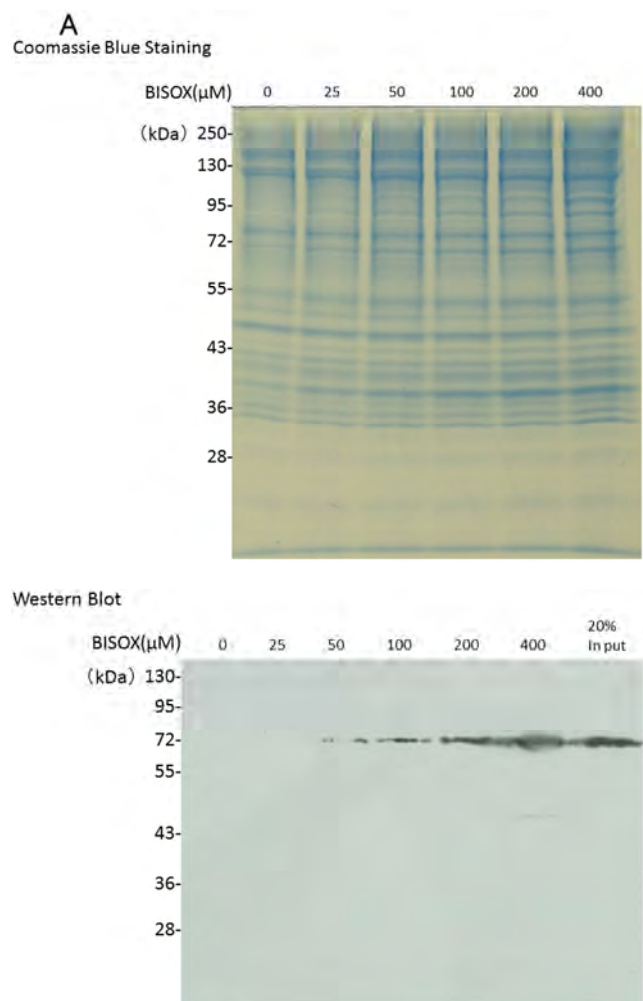 A
Coomassie Blue Staining
BISOX(μM) 0 25 50 100 200 400
(kDa) 250-
130-
95-
72-
55-
43-
36-
28-
Western Blot
20%
BISOX(μM) 0 25 50 100 200 400 In put
(kDa) 130-
95-
72-
55-
43-
36-
28-